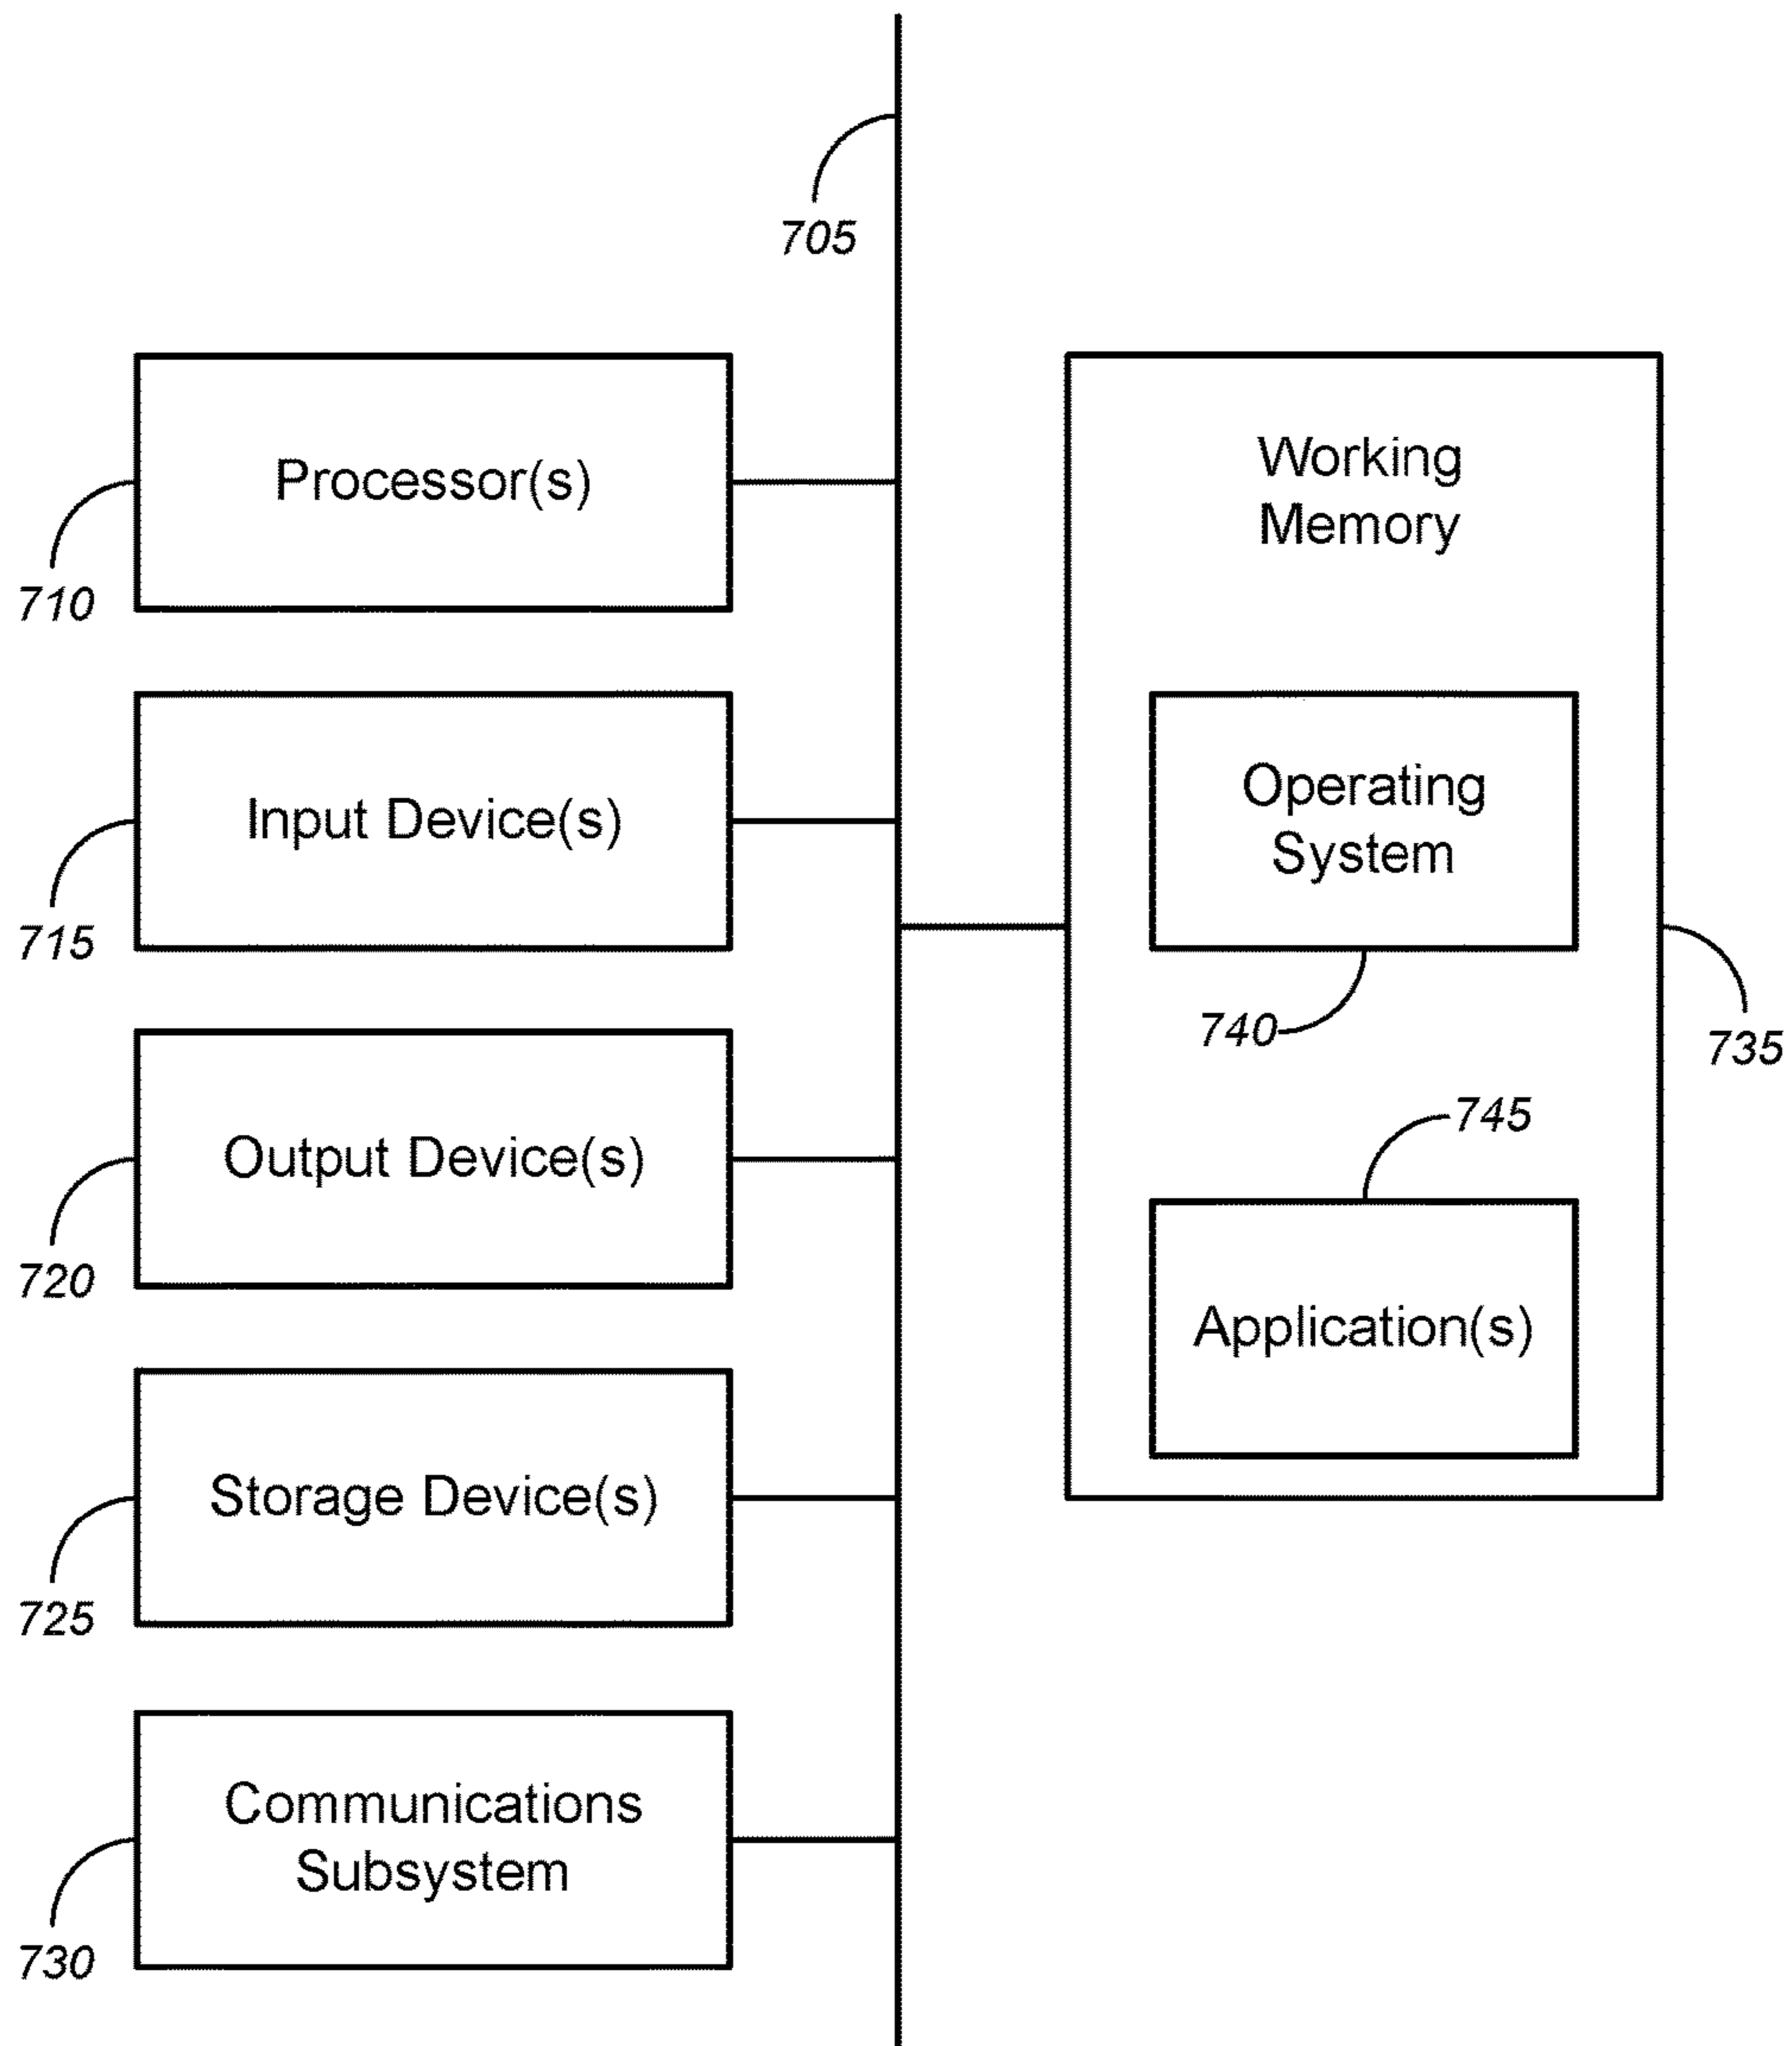 705
Processor(s)
710
Input Device(s)
715
Output Device(s)
720
Storage Device(s)
725
Communications
Subsystem
730
Working
Memory
Operating
System
740
735
745
Application(s)